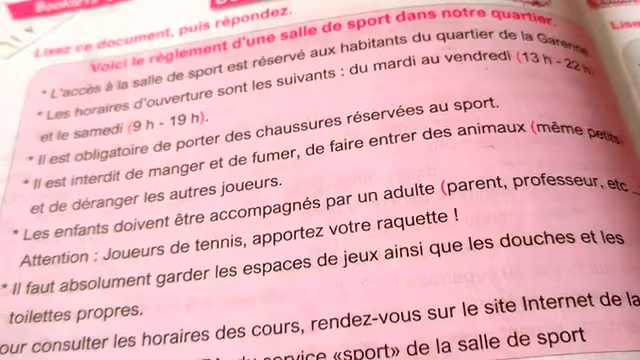 Lisez ce document, puis répondez.
Voici le règlement d'une salle de sport dans notre quartier.
* L'accès à la salle de sport est réservé aux habitants du quartier de la Garenne
* Les horaires d'ouverture sont les suivants : du mardi au vendredi (13 h - 22 h)
et le samedi (9 h - 19 h).
* Il est obligatoire de porter des chaussures réservées au sport.
* Il est interdit de manger et de fumer, de faire entrer des animaux (même petits)
et de déranger les autres joueurs.
* Les enfants doivent être accompagnés par un adulte (parent, professeur, etc ...
Attention : Joueurs de tennis, apportez votre raquette !
* Il faut absolument garder les espaces de jeux ainsi que les douches et les
toilettes propres.
our consulter les horaires des cours, rendez-vous sur le site Internet de la
service «sport» de la salle de sport